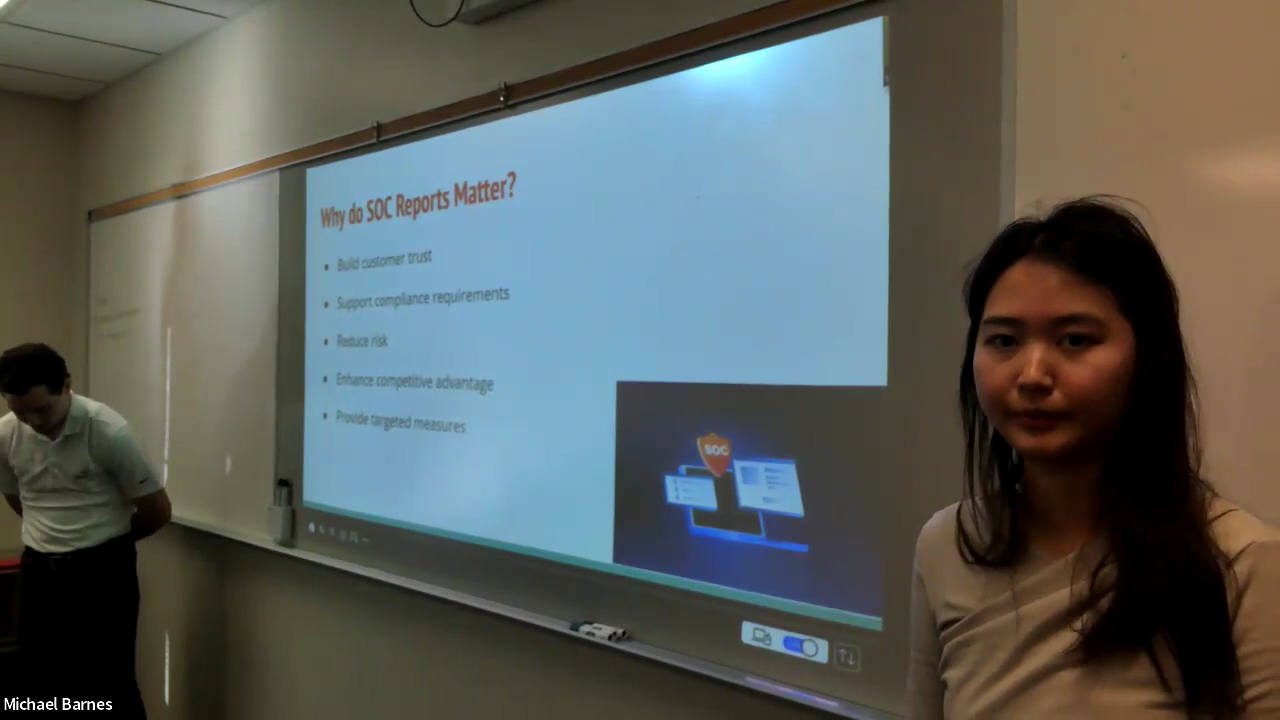 Why do SOC Reports Matter?
Build customer trust
Support compliance requirements
Reduce risk
Enhance competitive advantage
Provide targeted measures
SOC
Michael Barnes